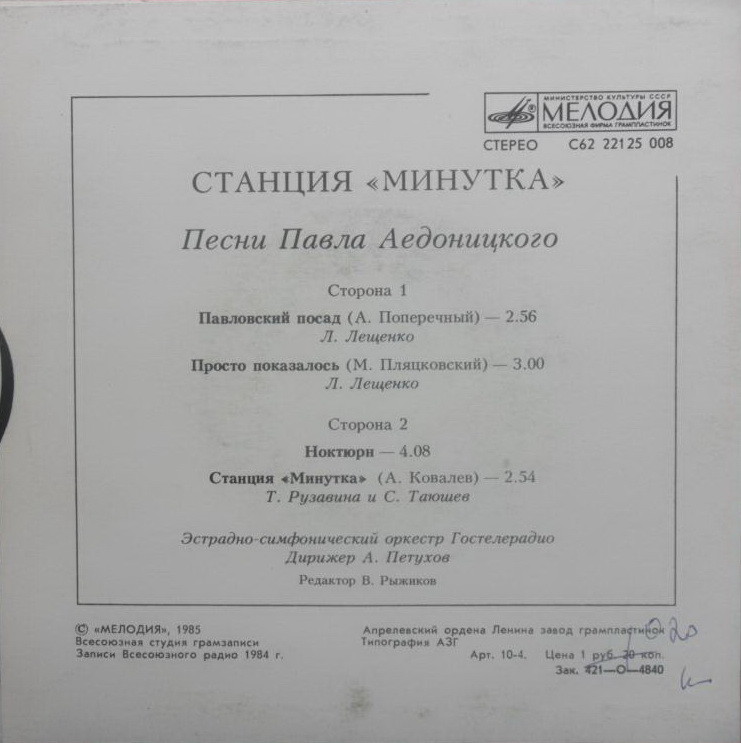 МИНИСТЕРСТВО КУЛЬТУРЫ СССР
МЕЛОДИЯ
ВСЕСОЮЗНАЯ ФИРМА ГРАМПЛАСТИНОК
СТЕРЕО С62 22125 008
СТАНЦИЯ «МИНУТКА»
Песни Павла Аедоницкого
Сторона 1
Павловский посад (А. Поперечный) — 2.56
Л. Лещенко
Просто показалось (М. Пляцковский) — 3.00
Л. Лещенко
Сторона 2
Ноктюрн — 4.08
Станция «Минутка» (А. Ковалев) — 2.54
Т. Рузавина и С. Таюшев
Эстрадно-симфонический оркестр Гостелерадио
Дирижер А. Петухов
Редактор В. Рыжиков
© «МЕЛОДИЯ», 1985
Всесоюзная студия грамзаписи
Записи Всесоюзного радио 1984 г.
Апрелевский ордена Ленина завод грампластинок
Типография АЗГ
Арт. 10-4. Цена 1 руб. 20 коп.
Зак. 421—О—4840